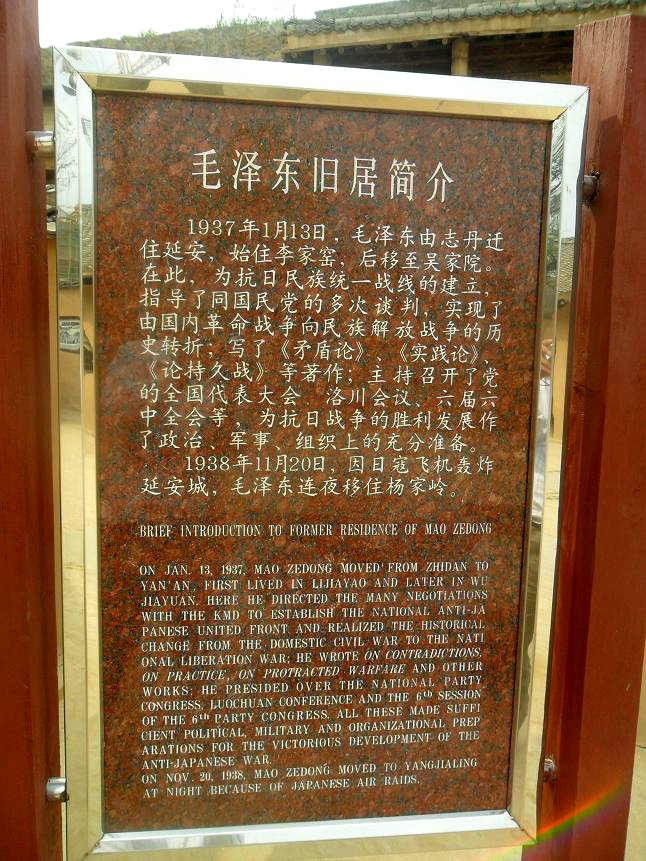 毛泽东旧居简介
1937年1月13日，毛泽东由志丹迁
住延安，始住李家窑，后移至吴家院。
在此，为抗日民族统一战线的建立，
指导了同国民党的多次谈判，实现了
由国内革命战争向民族解放战争的历
史转折；写了《矛盾论》、《实践论》、
《论持久战》等著作；主持召开了党
的全国代表大会 洛川会议、六届六
中全会等，为抗日战争的胜利发展作
了政治、军事、组织上的充分准备。
1938年11月20日，因日寇飞机轰炸
延安城，毛泽东连夜移住杨家岭。
BRIEF INTRODUCTION TO FORMER RESIDENCE OF MAO ZEDONG
ON JAN. 13, 1937, MAO ZEDONG MOVED FROM ZHIDAN TO
YAN'AN, FIRST LIVED IN LIJIAYAO AND LATER IN WU
JIAYUAN. HERE HE DIRECTED THE MANY NEGOTIATIONS
WITH THE KMD TO ESTABLISH THE NATIONAL ANTI-JA
PANESE UNITED FRONT AND REALIZED THE HISTORICAL
CHANGE FROM THE DOMESTIC CIVIL WAR TO THE NATI
ONAL LIBERATION WAR; HE WROTE ON CONTRADICTIONS,
ON PRACTICE, ON PROTRACTED WARFARE AND OTHER
WORKS; HE PRESIDED OVER THE NATIONAL PARTY
CONGRESS, LUOCHUAN CONFERENCE AND THE 6th SESSION
OF THE 6th PARTY CONGRESS. ALL THESE MADE SUFFI
CIENT POLITICAL, MILITARY AND ORGANIZATIONAL PREP
ARATIONS FOR THE VICTORIOUS DEVELOPMENT OF THE
ANTI-JAPANESE WAR.
ON NOV. 20, 1938, MAO ZEDONG MOVED TO YANGJIALING
AT NIGHT BECAUSE OF JAPANESE AIR RAIDS.